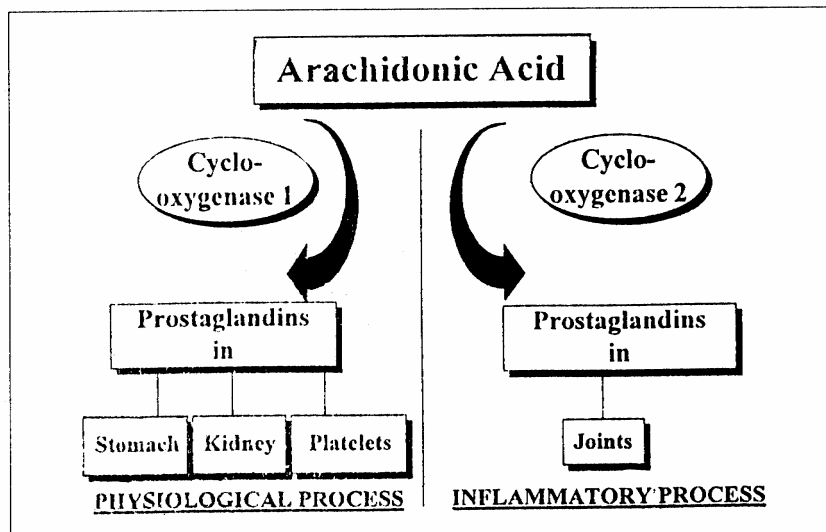 Arachidonic Acid
Cyclo-
oxygenase 1
Prostaglandins
in
Stomach
Kidney
Platelets
PHYSIOLOGICAL PROCESS
Cyclo-
oxygenase 2
Prostaglandins
in
Joints
INFLAMMATORY PROCESS